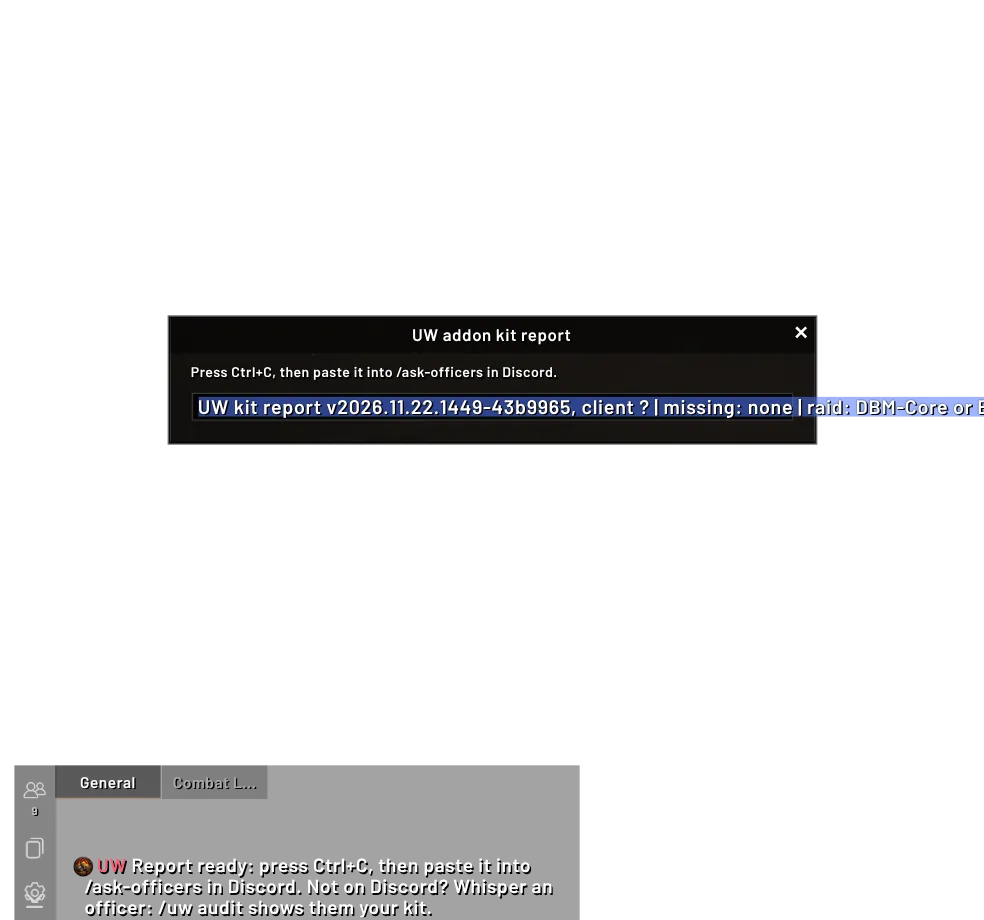 UW addon kit report
Press Ctrl+C, then paste it into /ask-officers in Discord.
UW kit report v2026.11.22.1449-43b9965, client ? | missing: none | raid: DBM-Core or
General
Combat L...
9
UW Report ready: press Ctrl+C, then paste it into
/ask-officers in Discord. Not on Discord? Whisper an
officer: /uw audit shows them your kit.